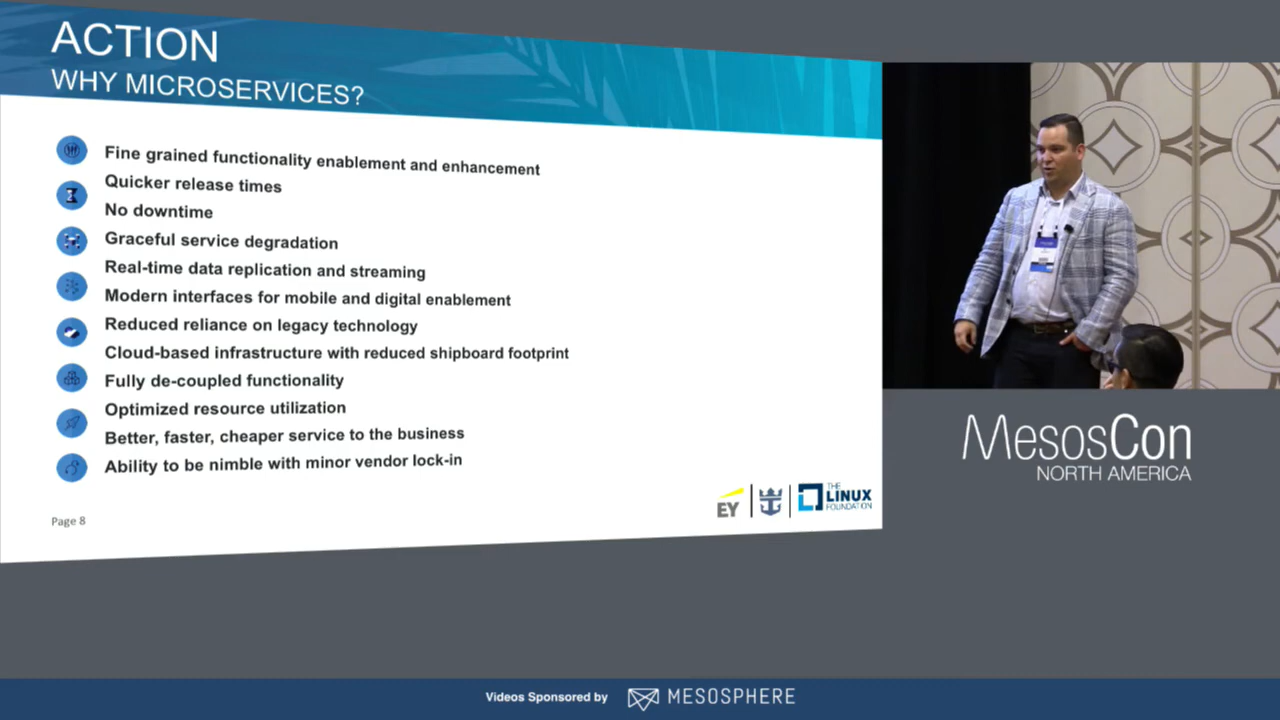 ACTION
WHY MICROSERVICES?
Fine grained functionality enablement and enhancement
Quicker release times
No downtime
Graceful service degradation
Real-time data replication and streaming
Modern interfaces for mobile and digital enablement
Reduced reliance on legacy technology
Cloud-based infrastructure with reduced shipboard footprint
Fully de-coupled functionality
Optimized resource utilization
Better, faster, cheaper service to the business
Ability to be nimble with minor vendor lock-in
Page 8
EY
THE
LINUX
FOUNDATION
MesosCon
NORTH AMERICA
Videos Sponsored by
MESOSPHERE